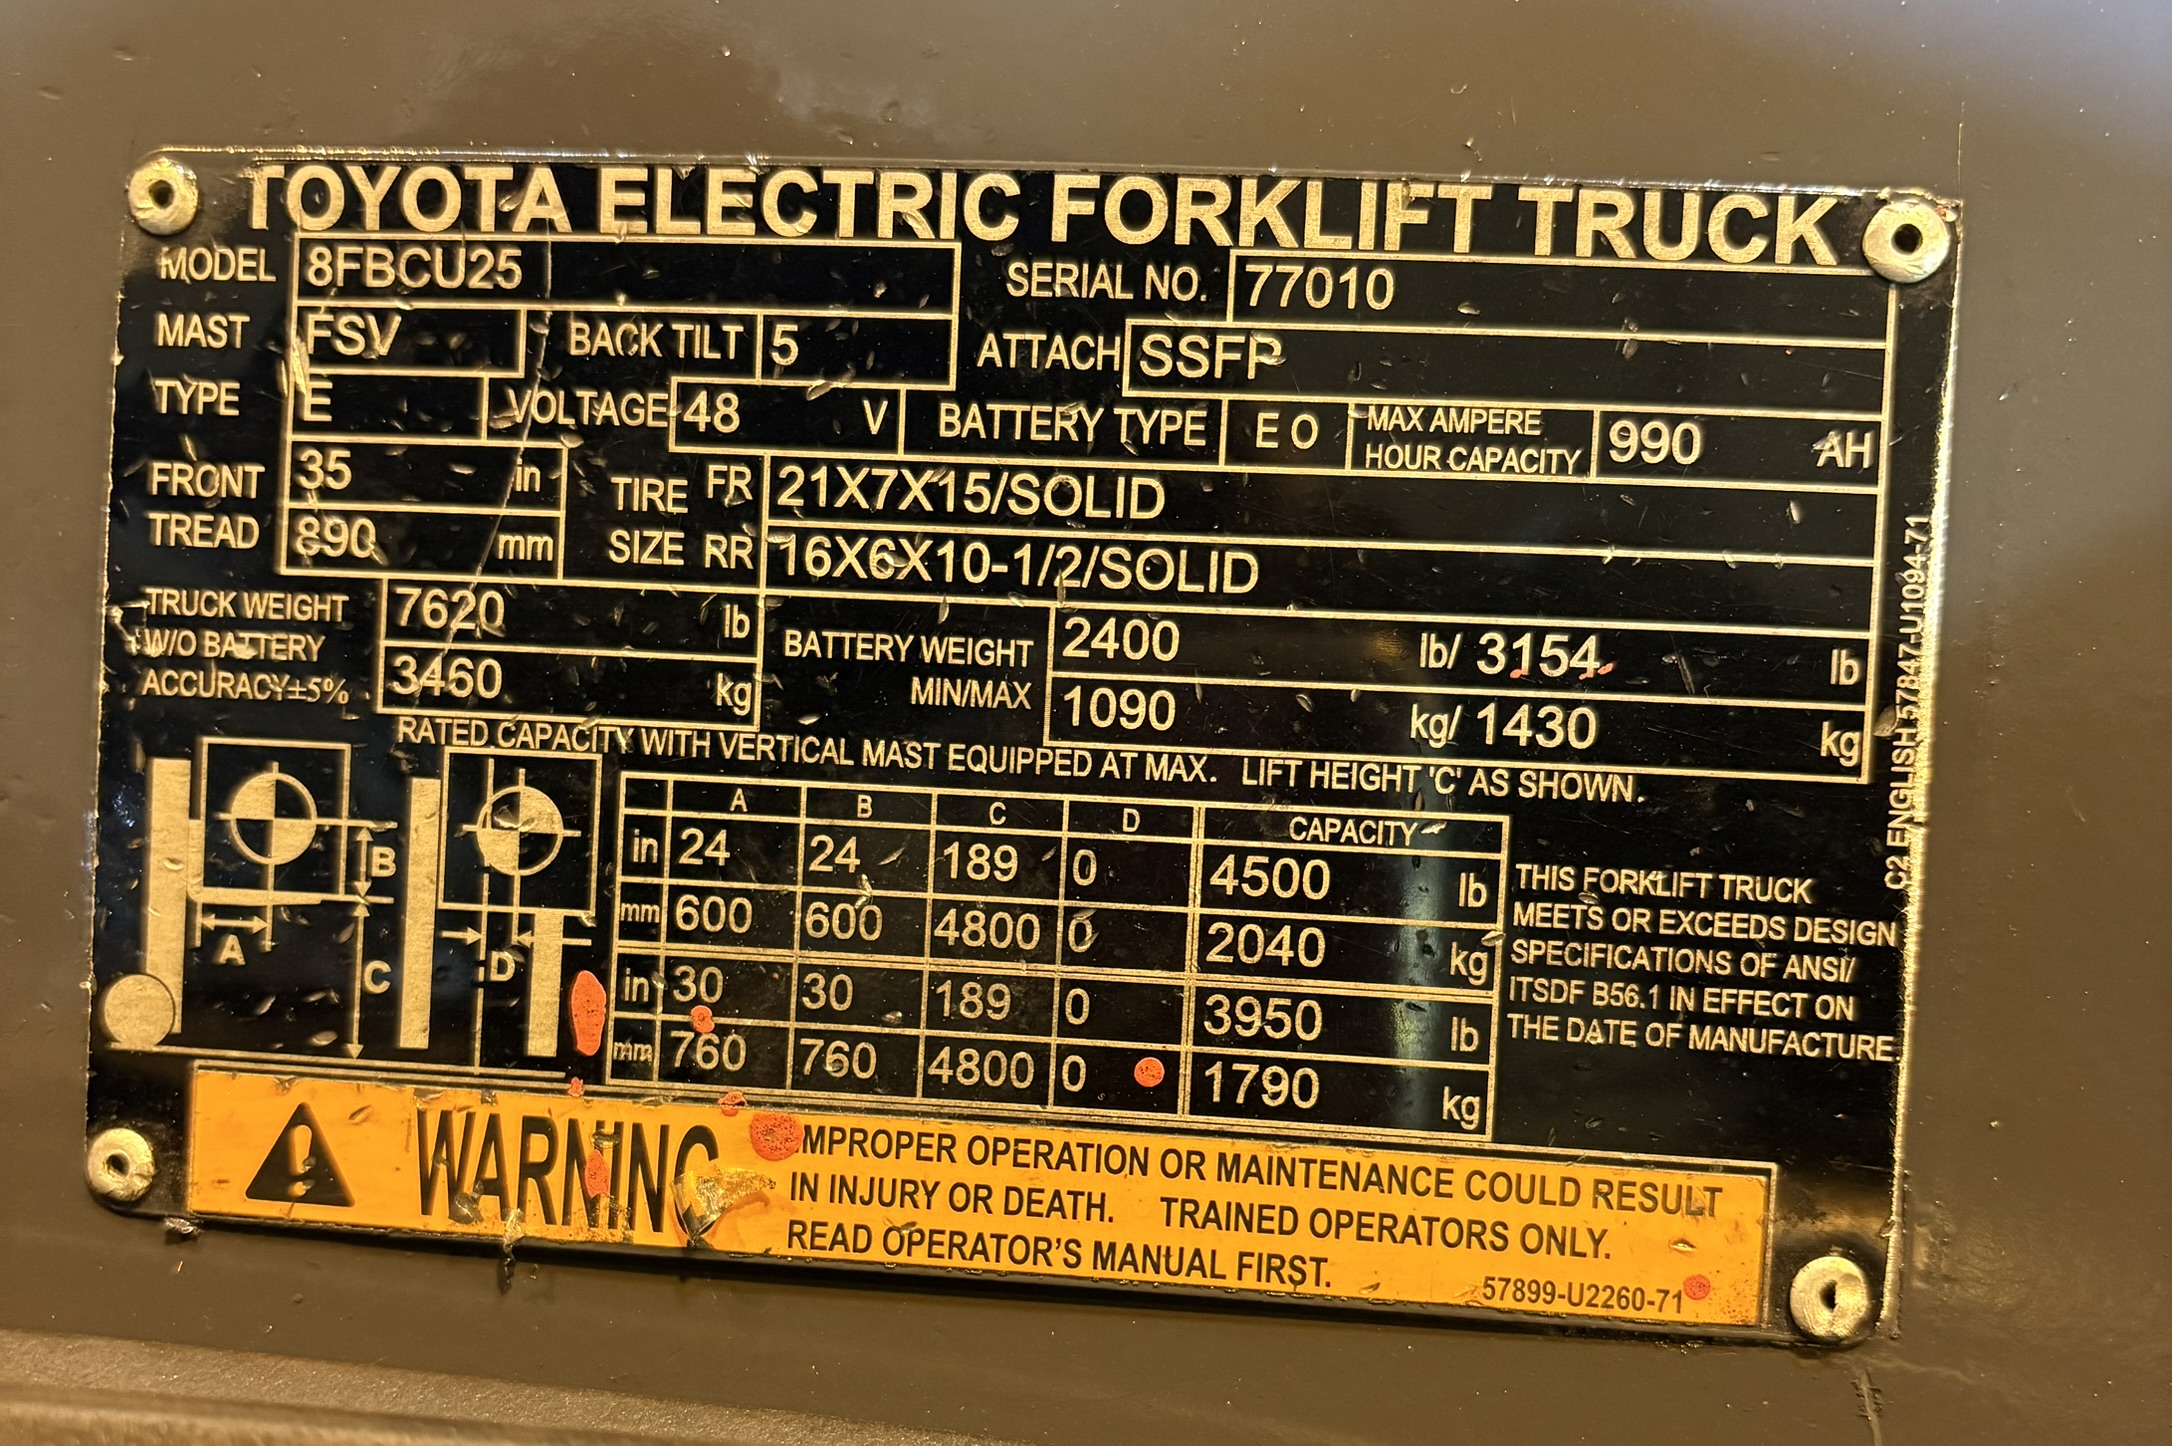 TOYOTA ELECTRIC FORKLIFT TRUCK
MODEL 8FBCU25 SERIAL NO. 77010
MAST FSV BACK TILT 5 ATTACH SSFP
TYPE E VOLTAGE 48 V BATTERY TYPE E O MAX AMPERE HOUR CAPACITY 990 AH
FRONT TREAD 35 in TIRE SIZE FR 21X7X15/SOLID
890 mm RR 16X6X10-1/2/SOLID
TRUCK WEIGHT 7620 lb BATTERY WEIGHT 2400 lb/ 3154 lb
W/O BATTERY
ACCURACY±5% 3460 kg MIN/MAX 1090 kg/ 1430 kg
RATED CAPACITY WITH VERTICAL MAST EQUIPPED AT MAX. LIFT HEIGHT 'C' AS SHOWN.
A B C D
A B C D CAPACITY
in 24 24 189 0 4500 lb
mm 600 600 4800 0 2040 kg
in 30 30 189 0 3950 lb
mm 760 760 4800 0 1790 kg
THIS FORKLIFT TRUCK
MEETS OR EXCEEDS DESIGN
SPECIFICATIONS OF ANSI/
ITSDF B56.1 IN EFFECT ON
THE DATE OF MANUFACTURE.
C2 ENGLISH 57847-U1094-71
WARNING
IMPROPER OPERATION OR MAINTENANCE COULD RESULT
IN INJURY OR DEATH. TRAINED OPERATORS ONLY.
READ OPERATOR'S MANUAL FIRST.
57899-U2260-71